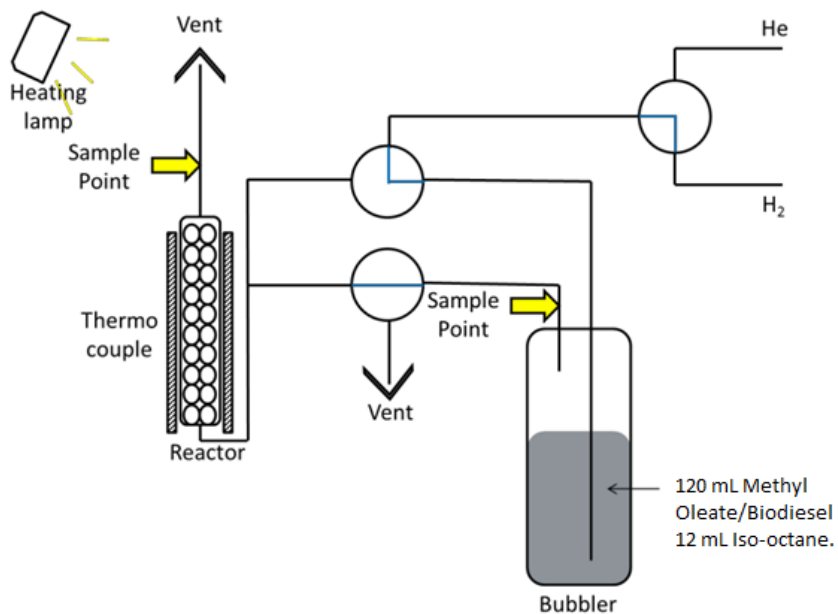 Vent
He
Heating
lamp
Sample
Point
H₂
Sample
Point
Thermo
couple
Vent
Reactor
120 mL Methyl
Oleate/Biodiesel
12 mL Iso-octane.
Bubbler